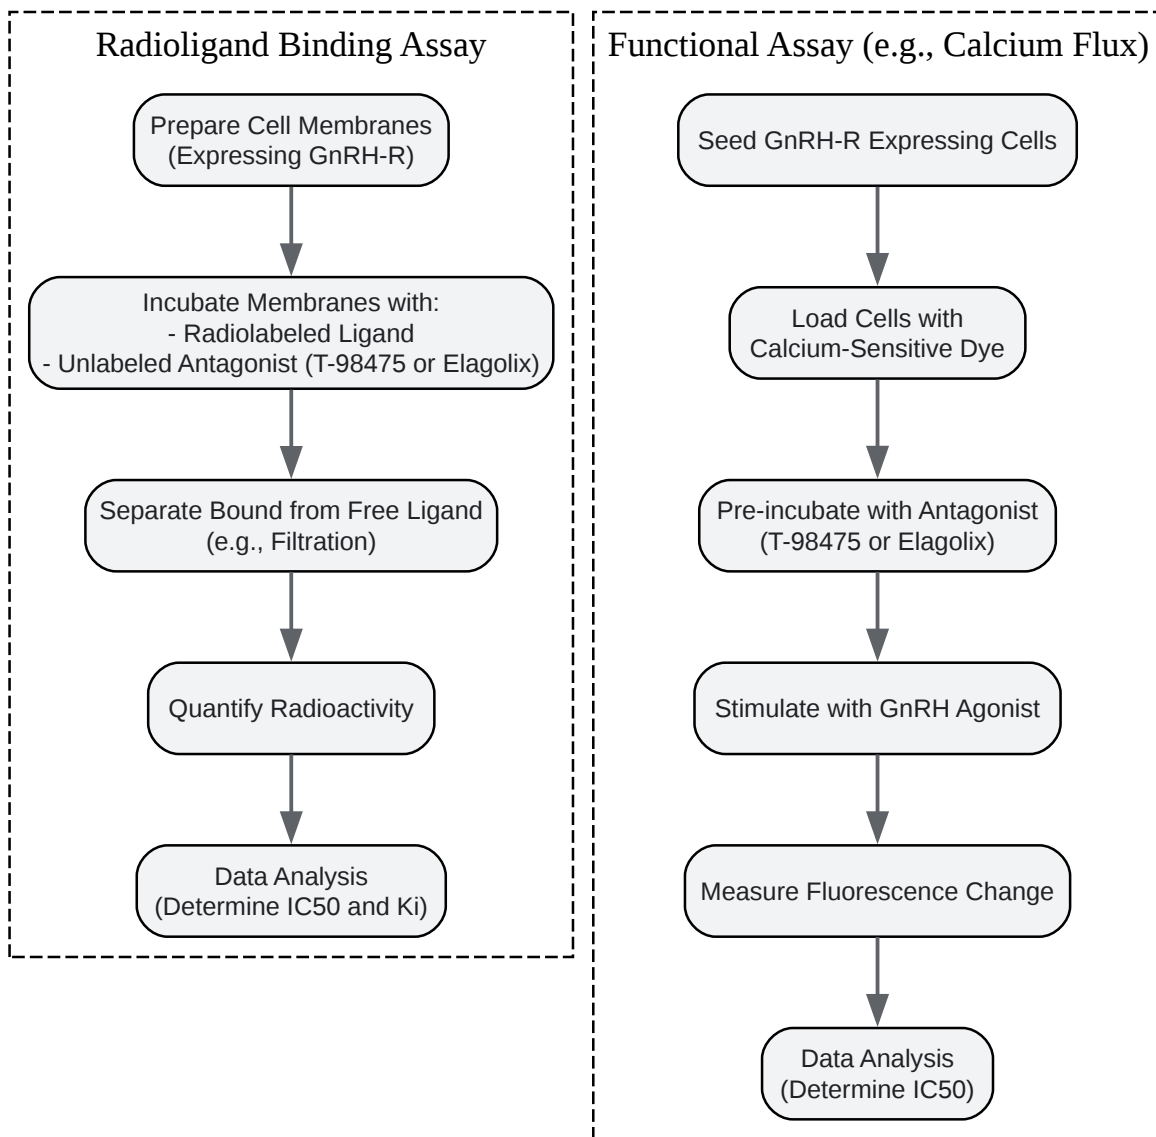 Radioligand Binding Assay
Prepare Cell Membranes
(Expressing GnRH-R)
Incubate Membranes with:
- Radiolabeled Ligand
- Unlabeled Antagonist (T-98475 or Elagolix)
Separate Bound from Free Ligand
(e.g., Filtration)
Quantify Radioactivity
Data Analysis
(Determine IC50 and Ki)
Functional Assay (e.g., Calcium Flux)
Seed GnRH-R Expressing Cells
Load Cells with
Calcium-Sensitive Dye
Pre-incubate with Antagonist
(T-98475 or Elagolix)
Stimulate with GnRH Agonist
Measure Fluorescence Change
Data Analysis
(Determine IC50)